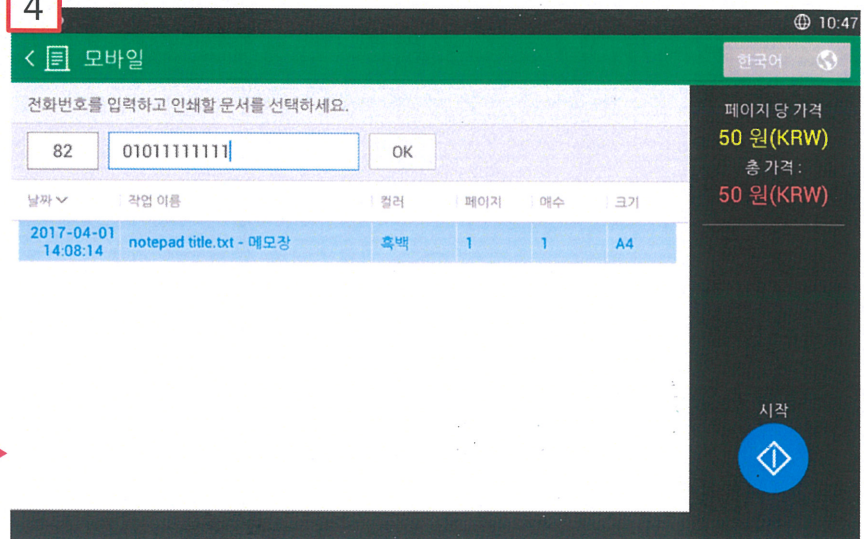 4
10:47
모바일
한국어
전화번호를 입력하고 인쇄할 문서를 선택하세요.
82 01011111111 OK
날짜 작업 이름 컬러 페이지 매수 크기
2017-04-01
14:08:14 notepad title.txt - 메모장 흑백 1 1 A4
페이지 당 가격
50 원(KRW)
총 가격 :
50 원(KRW)
시작